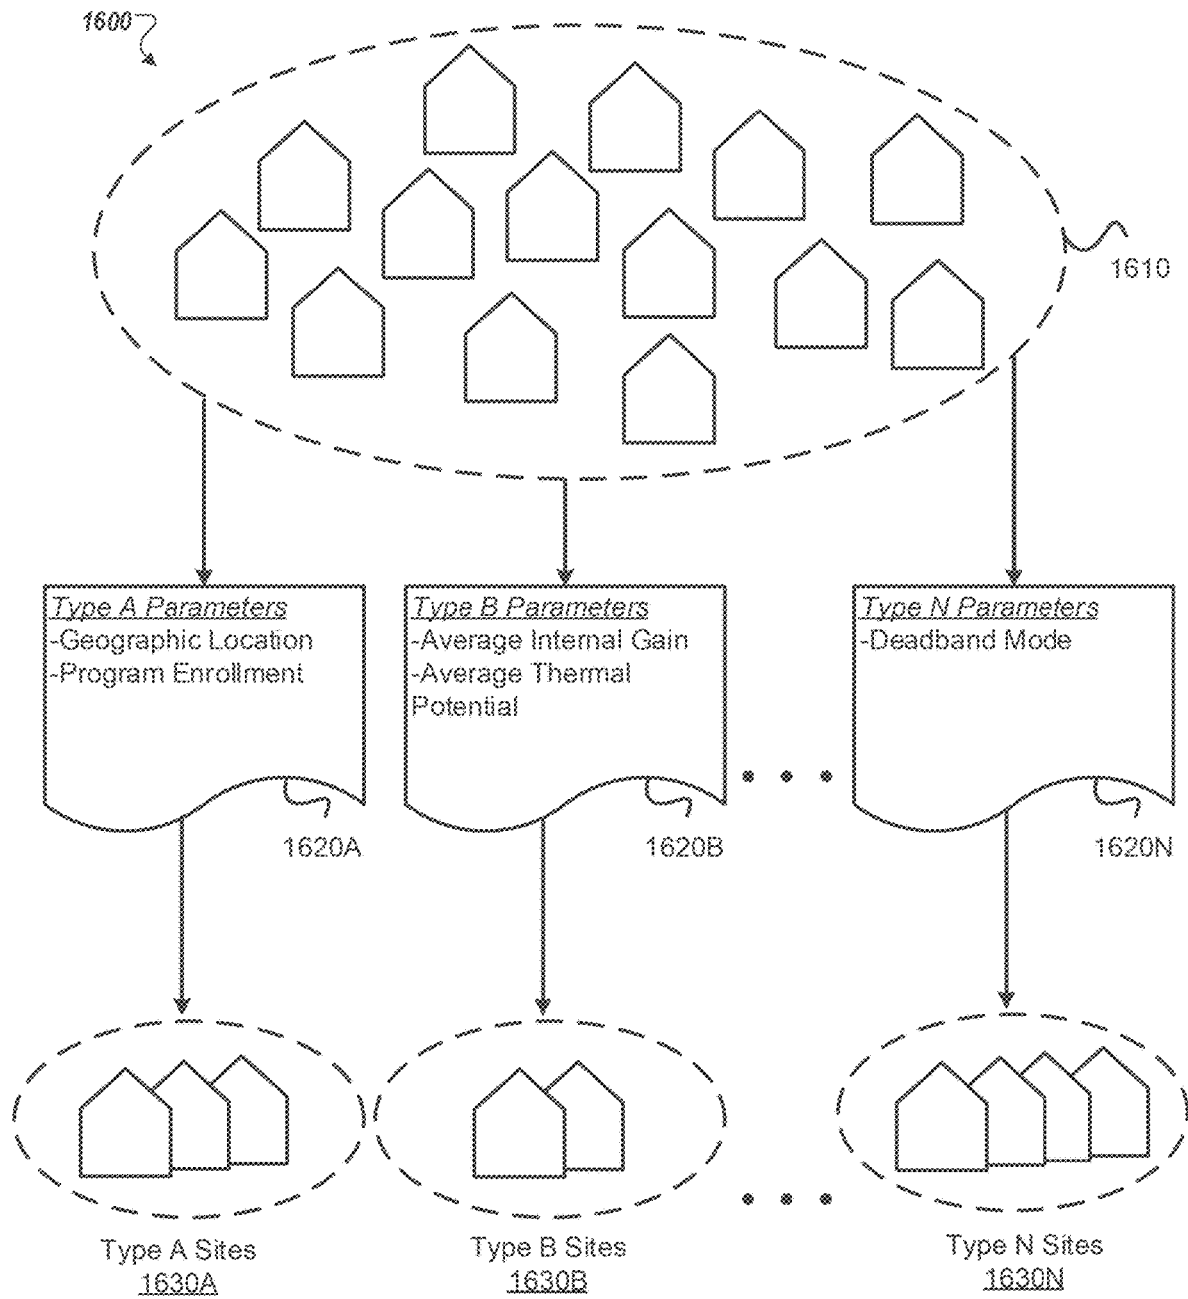 1600
1610
Type A Parameters
-Geographic Location
-Program Enrollment
1620A
Type B Parameters
-Average Internal Gain
-Average Thermal
Potential
1620B
Type N Parameters
-Deadband Mode
1620N
Type A Sites
1630A
Type B Sites
1630B
Type N Sites
1630N